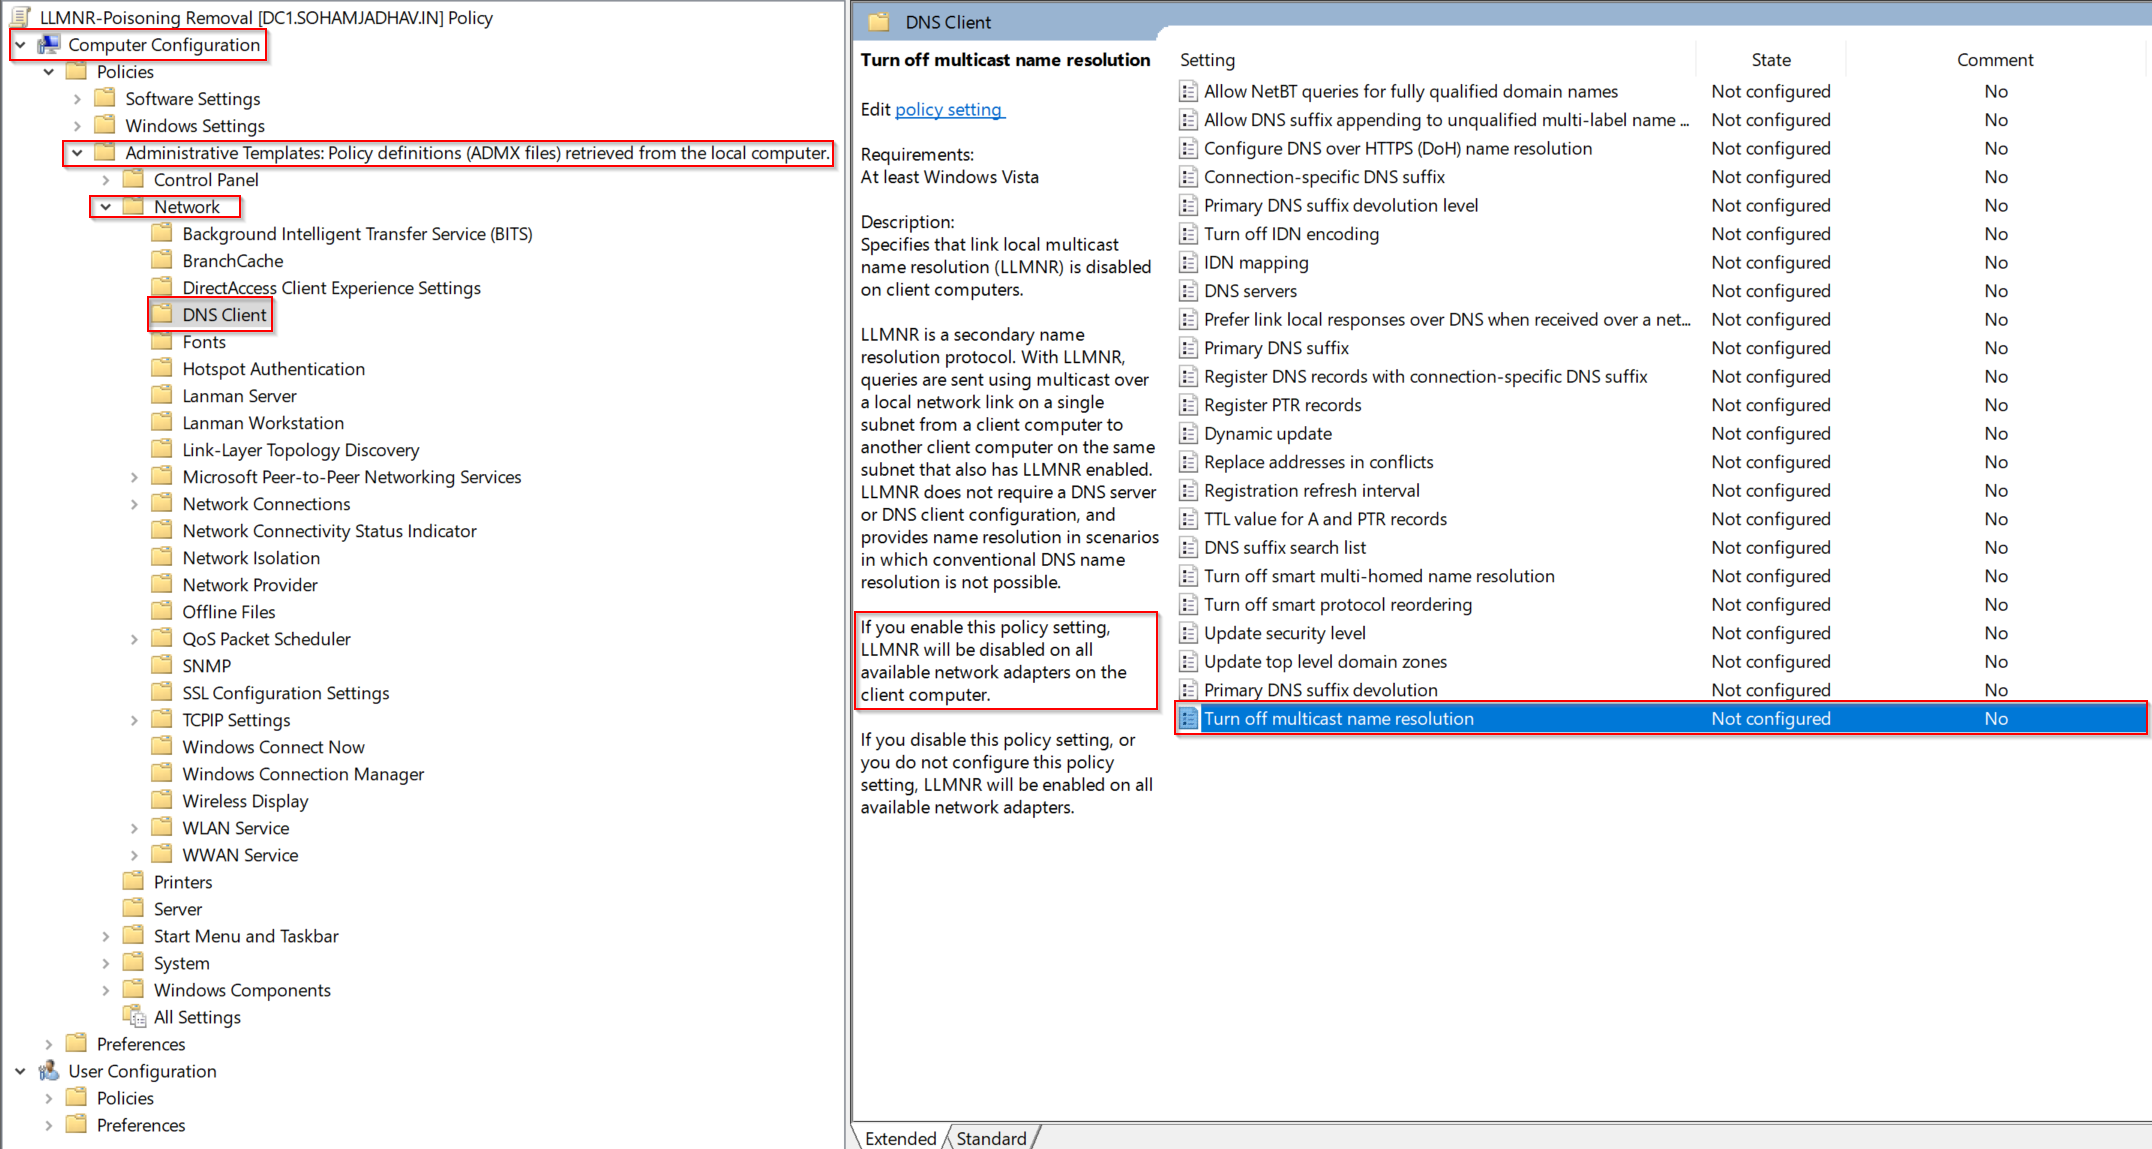 LLMNR-Poisoning Removal [DC1.SOHAMJADHAV.IN] Policy
Computer Configuration
Policies
Software Settings
Windows Settings
Administrative Templates: Policy definitions (ADMX files) retrieved from the local computer.
Control Panel
Network
Background Intelligent Transfer Service (BITS)
BranchCache
DirectAccess Client Experience Settings
DNS Client
Fonts
Hotspot Authentication
Lanman Server
Lanman Workstation
Link-Layer Topology Discovery
Microsoft Peer-to-Peer Networking Services
Network Connections
Network Connectivity Status Indicator
Network Isolation
Network Provider
Offline Files
QoS Packet Scheduler
SNMP
SSL Configuration Settings
TCPIP Settings
Windows Connect Now
Windows Connection Manager
Wireless Display
WLAN Service
WWAN Service
Printers
Server
Start Menu and Taskbar
System
Windows Components
All Settings
Preferences
User Configuration
Policies
Preferences
DNS Client
Turn off multicast name resolution
Edit policy setting
Requirements:
At least Windows Vista
Description:
Specifies that link local multicast
name resolution (LLMNR) is disabled
on client computers.
LLMNR is a secondary name
resolution protocol. With LLMNR,
queries are sent using multicast over
a local network link on a single
subnet from a client computer to
another client computer on the same
subnet that also has LLMNR enabled.
LLMNR does not require a DNS server
or DNS client configuration, and
provides name resolution in scenarios
in which conventional DNS name
resolution is not possible.
If you enable this policy setting,
LLMNR will be disabled on all
available network adapters on the
client computer.
If you disable this policy setting, or
you do not configure this policy
setting, LLMNR will be enabled on all
available network adapters.
Setting State Comment
Allow NetBT queries for fully qualified domain names Not configured No
Allow DNS suffix appending to unqualified multi-label name ... Not configured No
Configure DNS over HTTPS (DoH) name resolution Not configured No
Connection-specific DNS suffix Not configured No
Primary DNS suffix devolution level Not configured No
Turn off IDN encoding Not configured No
IDN mapping Not configured No
DNS servers Not configured No
Prefer link local responses over DNS when received over a net... Not configured No
Primary DNS suffix Not configured No
Register DNS records with connection-specific DNS suffix Not configured No
Register PTR records Not configured No
Dynamic update Not configured No
Replace addresses in conflicts Not configured No
Registration refresh interval Not configured No
TTL value for A and PTR records Not configured No
DNS suffix search list Not configured No
Turn off smart multi-homed name resolution Not configured No
Turn off smart protocol reordering Not configured No
Update security level Not configured No
Update top level domain zones Not configured No
Primary DNS suffix devolution Not configured No
Turn off multicast name resolution Not configured No
Extended Standard